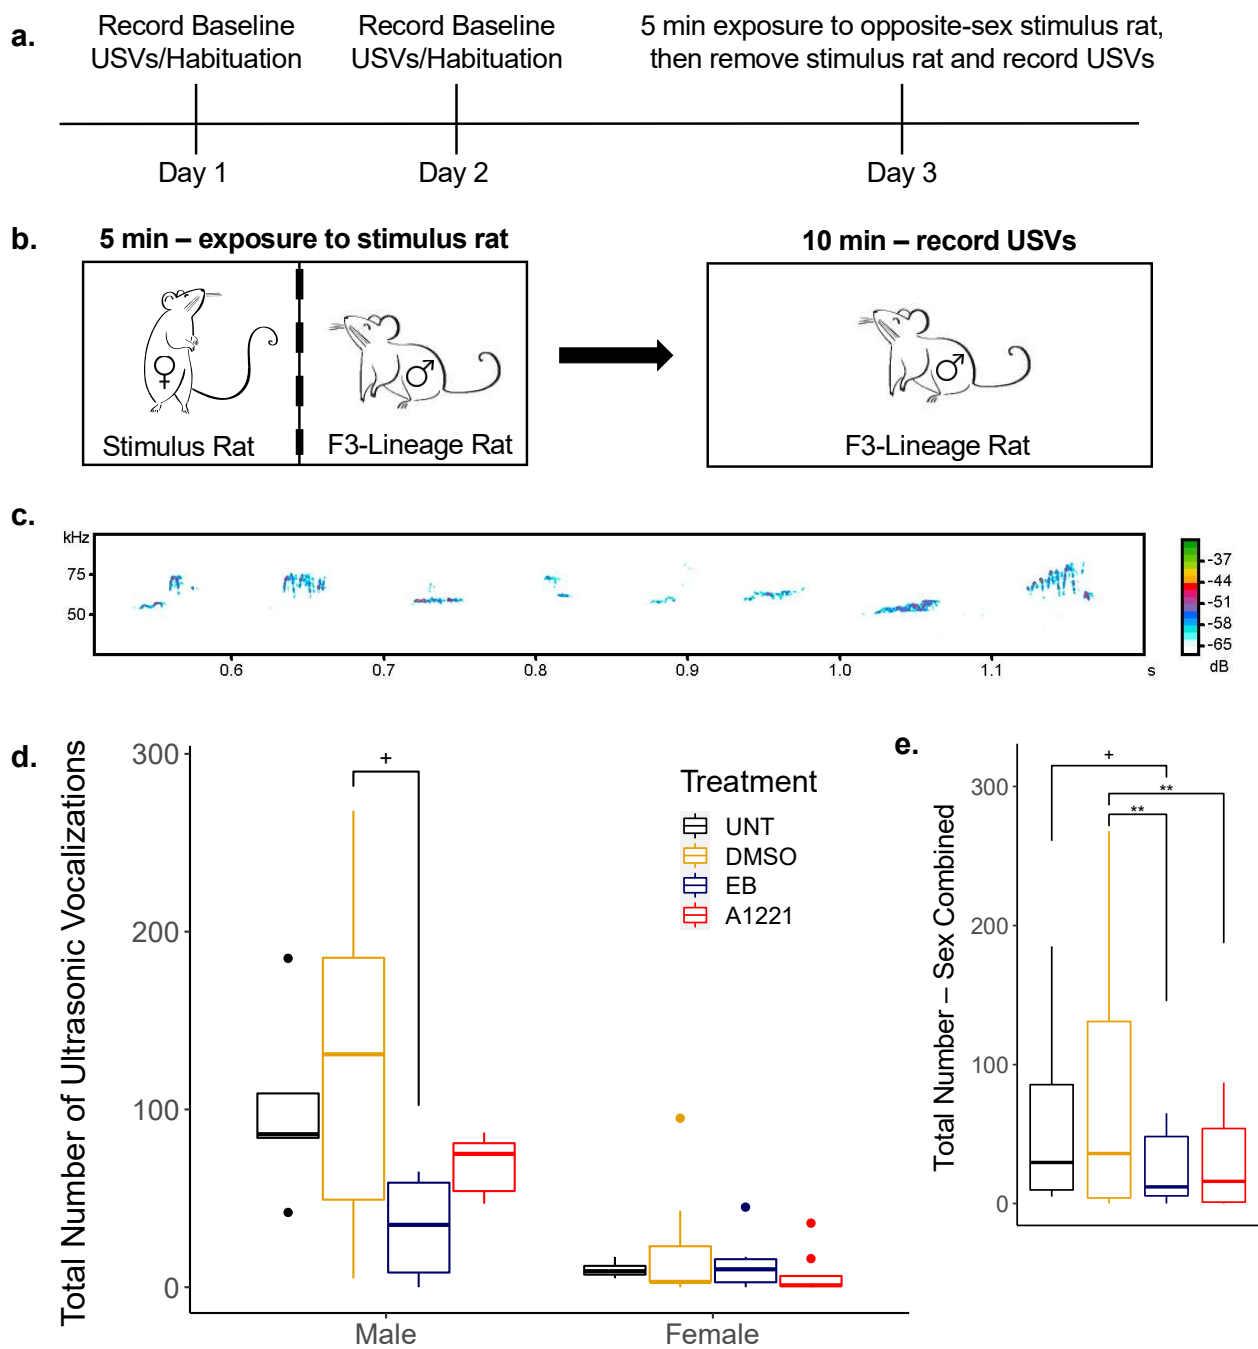 a.
Record Baseline
USVs/Habituation
Record Baseline
USVs/Habituation
5 min exposure to opposite-sex stimulus rat,
then remove stimulus rat and record USVs
Day 1
Day 2
Day 3
b.
5 min – exposure to stimulus rat
10 min – record USVs
♀
♂
♂
Stimulus Rat
F3-Lineage Rat
F3-Lineage Rat
c.
kHz
75
50
0.6
0.7
0.8
0.9
1.0
1.1
s
-37
-44
-51
-58
-65
dB
d.
Total Number of Ultrasonic Vocalizations
300
200
100
0
+
Treatment
UNT
DMSO
EB
A1221
Male
Female
e.
Total Number – Sex Combined
300
200
100
0
+
**
**